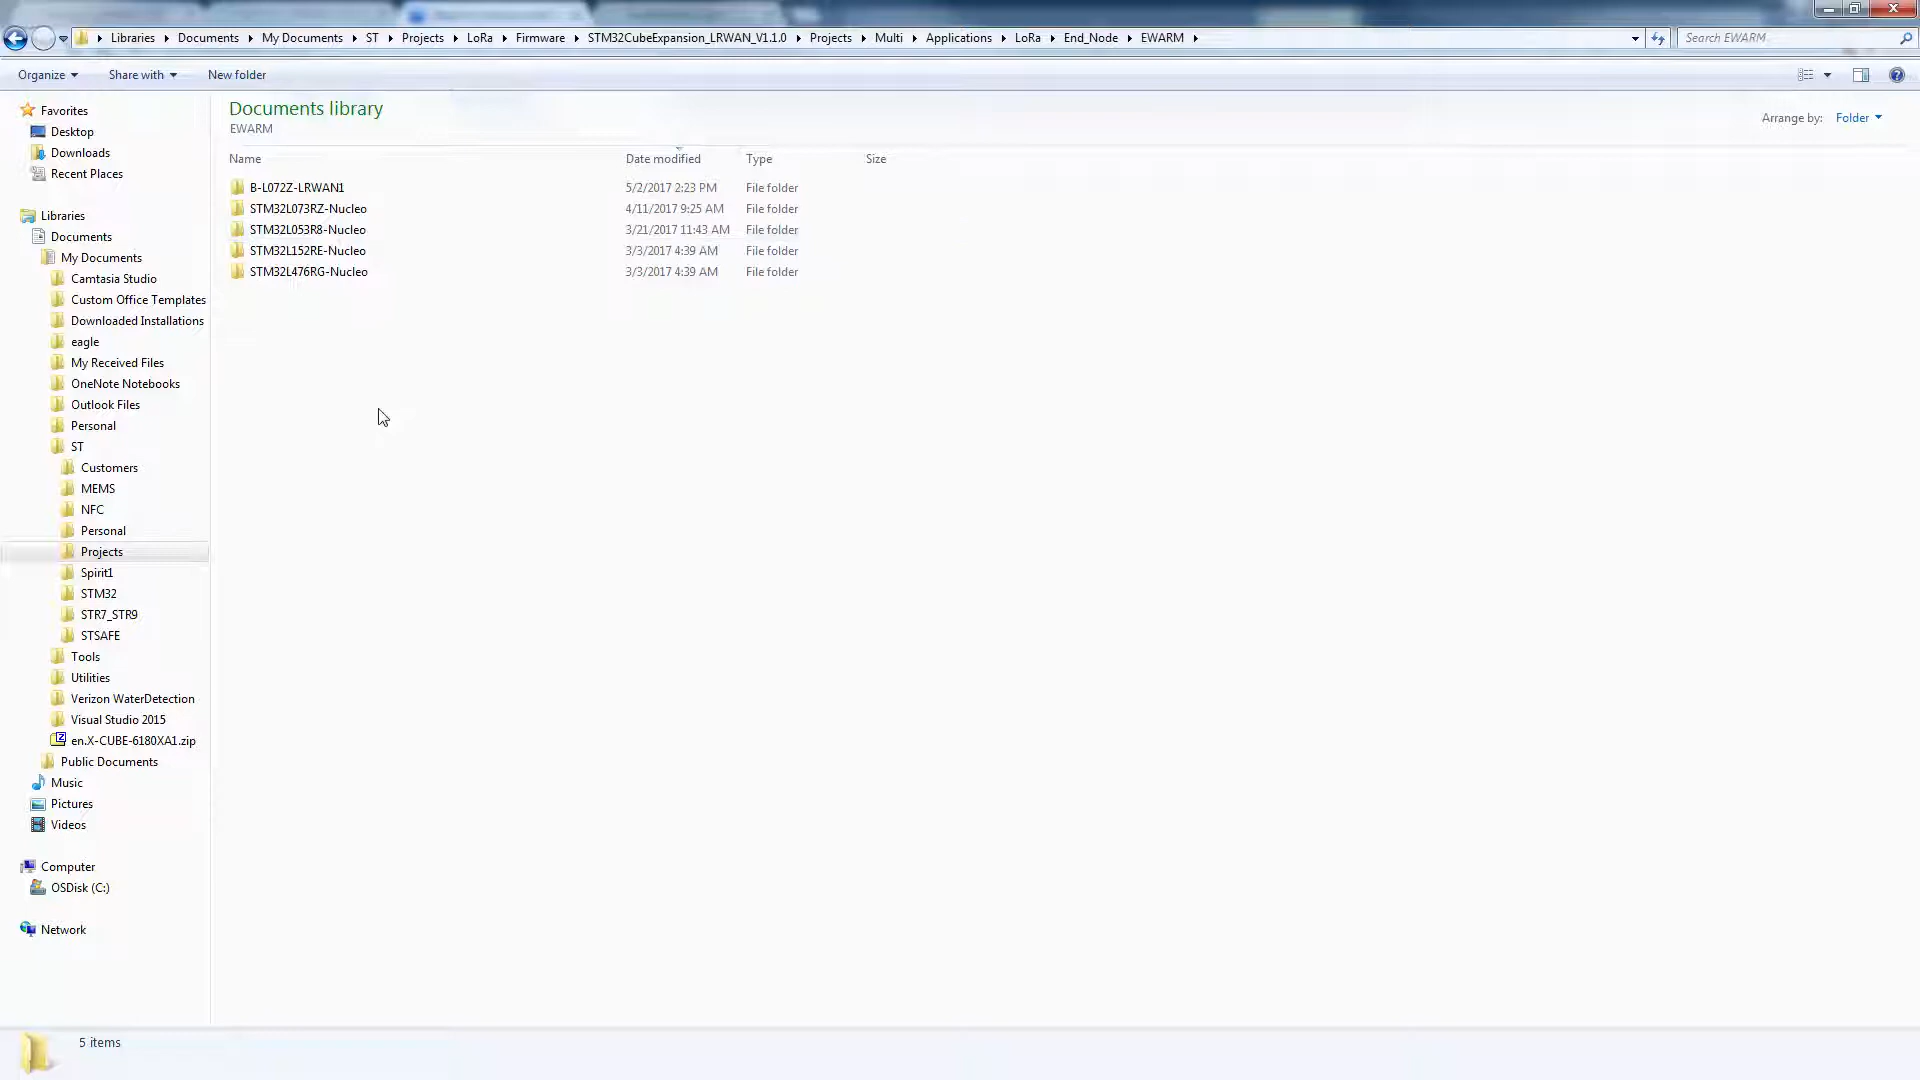 Libraries Documents My Documents ST Projects LoRa Firmware STM32CubeExpansion_LRWAN_V1.1.0 Projects Multi Applications LoRa End_Node EWARM
Search EWARM
Organize Share with New folder
Documents library
EWARM
Arrange by: Folder
Name Date modified Type Size
B-L072Z-LRWAN1 5/2/2017 2:23 PM File folder
STM32L073RZ-Nucleo 4/11/2017 9:25 AM File folder
STM32L053R8-Nucleo 3/21/2017 11:43 AM File folder
STM32L152RE-Nucleo 3/3/2017 4:39 AM File folder
STM32L476RG-Nucleo 3/3/2017 4:39 AM File folder
Favorites
Desktop
Downloads
Recent Places
Libraries
Documents
My Documents
Camtasia Studio
Custom Office Templates
Downloaded Installations
eagle
My Received Files
OneNote Notebooks
Outlook Files
Personal
ST
Customers
MEMS
NFC
Personal
Projects
Spirit1
STM32
STR7_STR9
STSAFE
Tools
Utilities
Verizon WaterDetection
Visual Studio 2015
en.X-CUBE-6180XA1.zip
Public Documents
Music
Pictures
Videos
Computer
OSDisk (C:)
Network
5 items